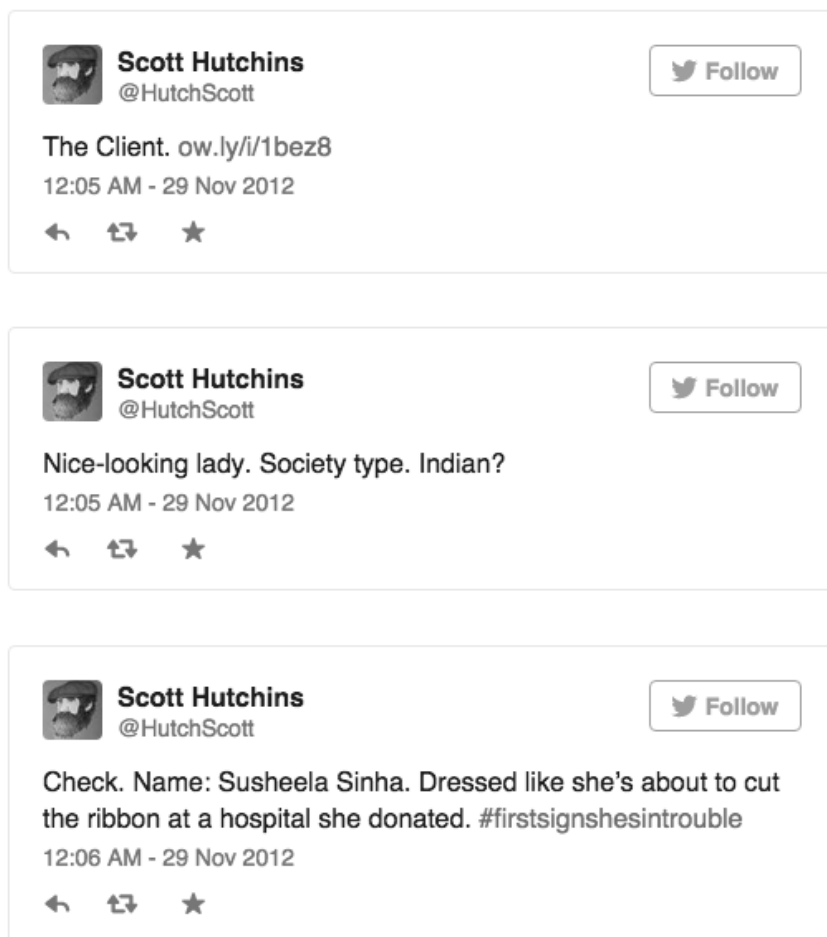 Scott Hutchins
@HutchScott
Follow
The Client. ow.ly/i/1bez8
12:05 AM - 29 Nov 2012
Scott Hutchins
@HutchScott
Follow
Nice-looking lady. Society type. Indian?
12:05 AM - 29 Nov 2012
Scott Hutchins
@HutchScott
Follow
Check. Name: Susheela Sinha. Dressed like she's about to cut
the ribbon at a hospital she donated. #firstsignshesintrouble
12:06 AM - 29 Nov 2012